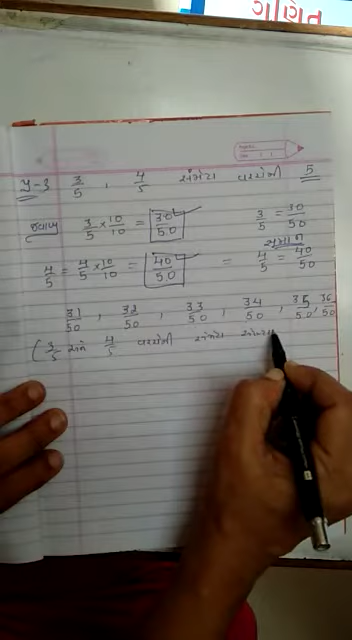 ગણિત
પ્ર-3 3/5 , 4/5 સંમેય વચ્ચેની 5
જવાબ 3/5 × 10/10 = 30/50 3/5 = 30/50
સમાન
4/5 = 4/5 × 10/10 = 40/50 = 4/5 = 40/50
31/50 , 32/50 , 33/50 , 34/50 , 35/50 , 36/50
( 3/5 અને 4/5 વચ્ચેની સંમેય